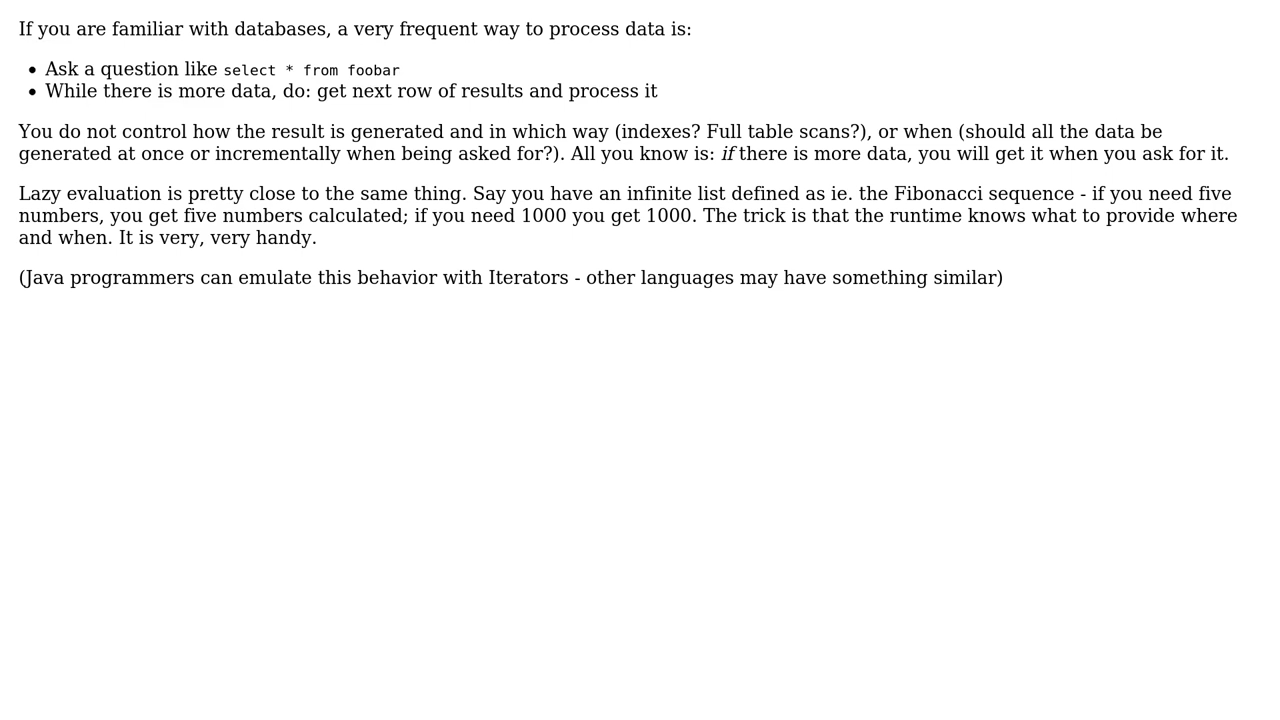 If you are familiar with databases, a very frequent way to process data is:
• Ask a question like select * from foobar
• While there is more data, do: get next row of results and process it
You do not control how the result is generated and in which way (indexes? Full table scans?), or when (should all the data be
generated at once or incrementally when being asked for?). All you know is: if there is more data, you will get it when you ask for it.
Lazy evaluation is pretty close to the same thing. Say you have an infinite list defined as ie. the Fibonacci sequence - if you need five
numbers, you get five numbers calculated; if you need 1000 you get 1000. The trick is that the runtime knows what to provide where
and when. It is very, very handy.
(Java programmers can emulate this behavior with Iterators - other languages may have something similar)